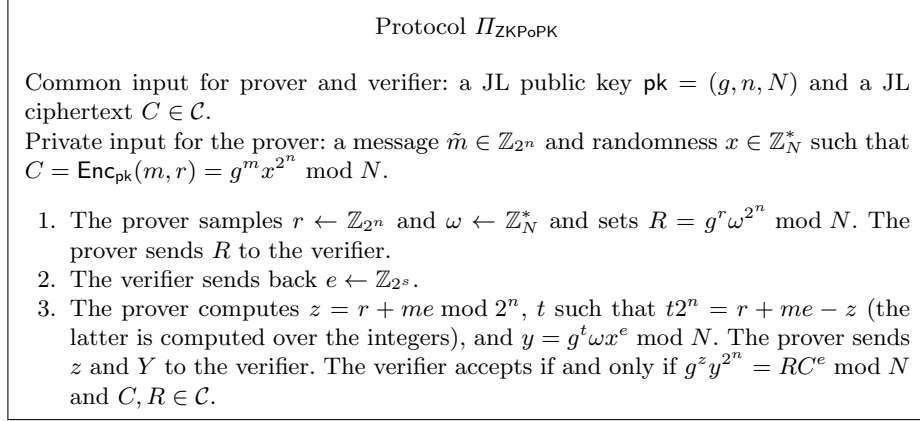 Protocol Π_ZKPoPK
Common input for prover and verifier: a JL public key pk = (g, n, N) and a JL
ciphertext C ∈ 𝒞.
Private input for the prover: a message m̃ ∈ ℤ_{2^n} and randomness x ∈ ℤ_N^* such that
C = Enc_pk(m, r) = g^m x^{2^n} mod N.
1. The prover samples r ← ℤ_{2^n} and ω ← ℤ_N^* and sets R = g^r ω^{2^n} mod N. The
prover sends R to the verifier.
2. The verifier sends back e ← ℤ_{2^s}.
3. The prover computes z = r + me mod 2^n, t such that t2^n = r + me − z (the
latter is computed over the integers), and y = g^t ωx^e mod N. The prover sends
z and Y to the verifier. The verifier accepts if and only if g^z y^{2^n} = RC^e mod N
and C, R ∈ 𝒞.